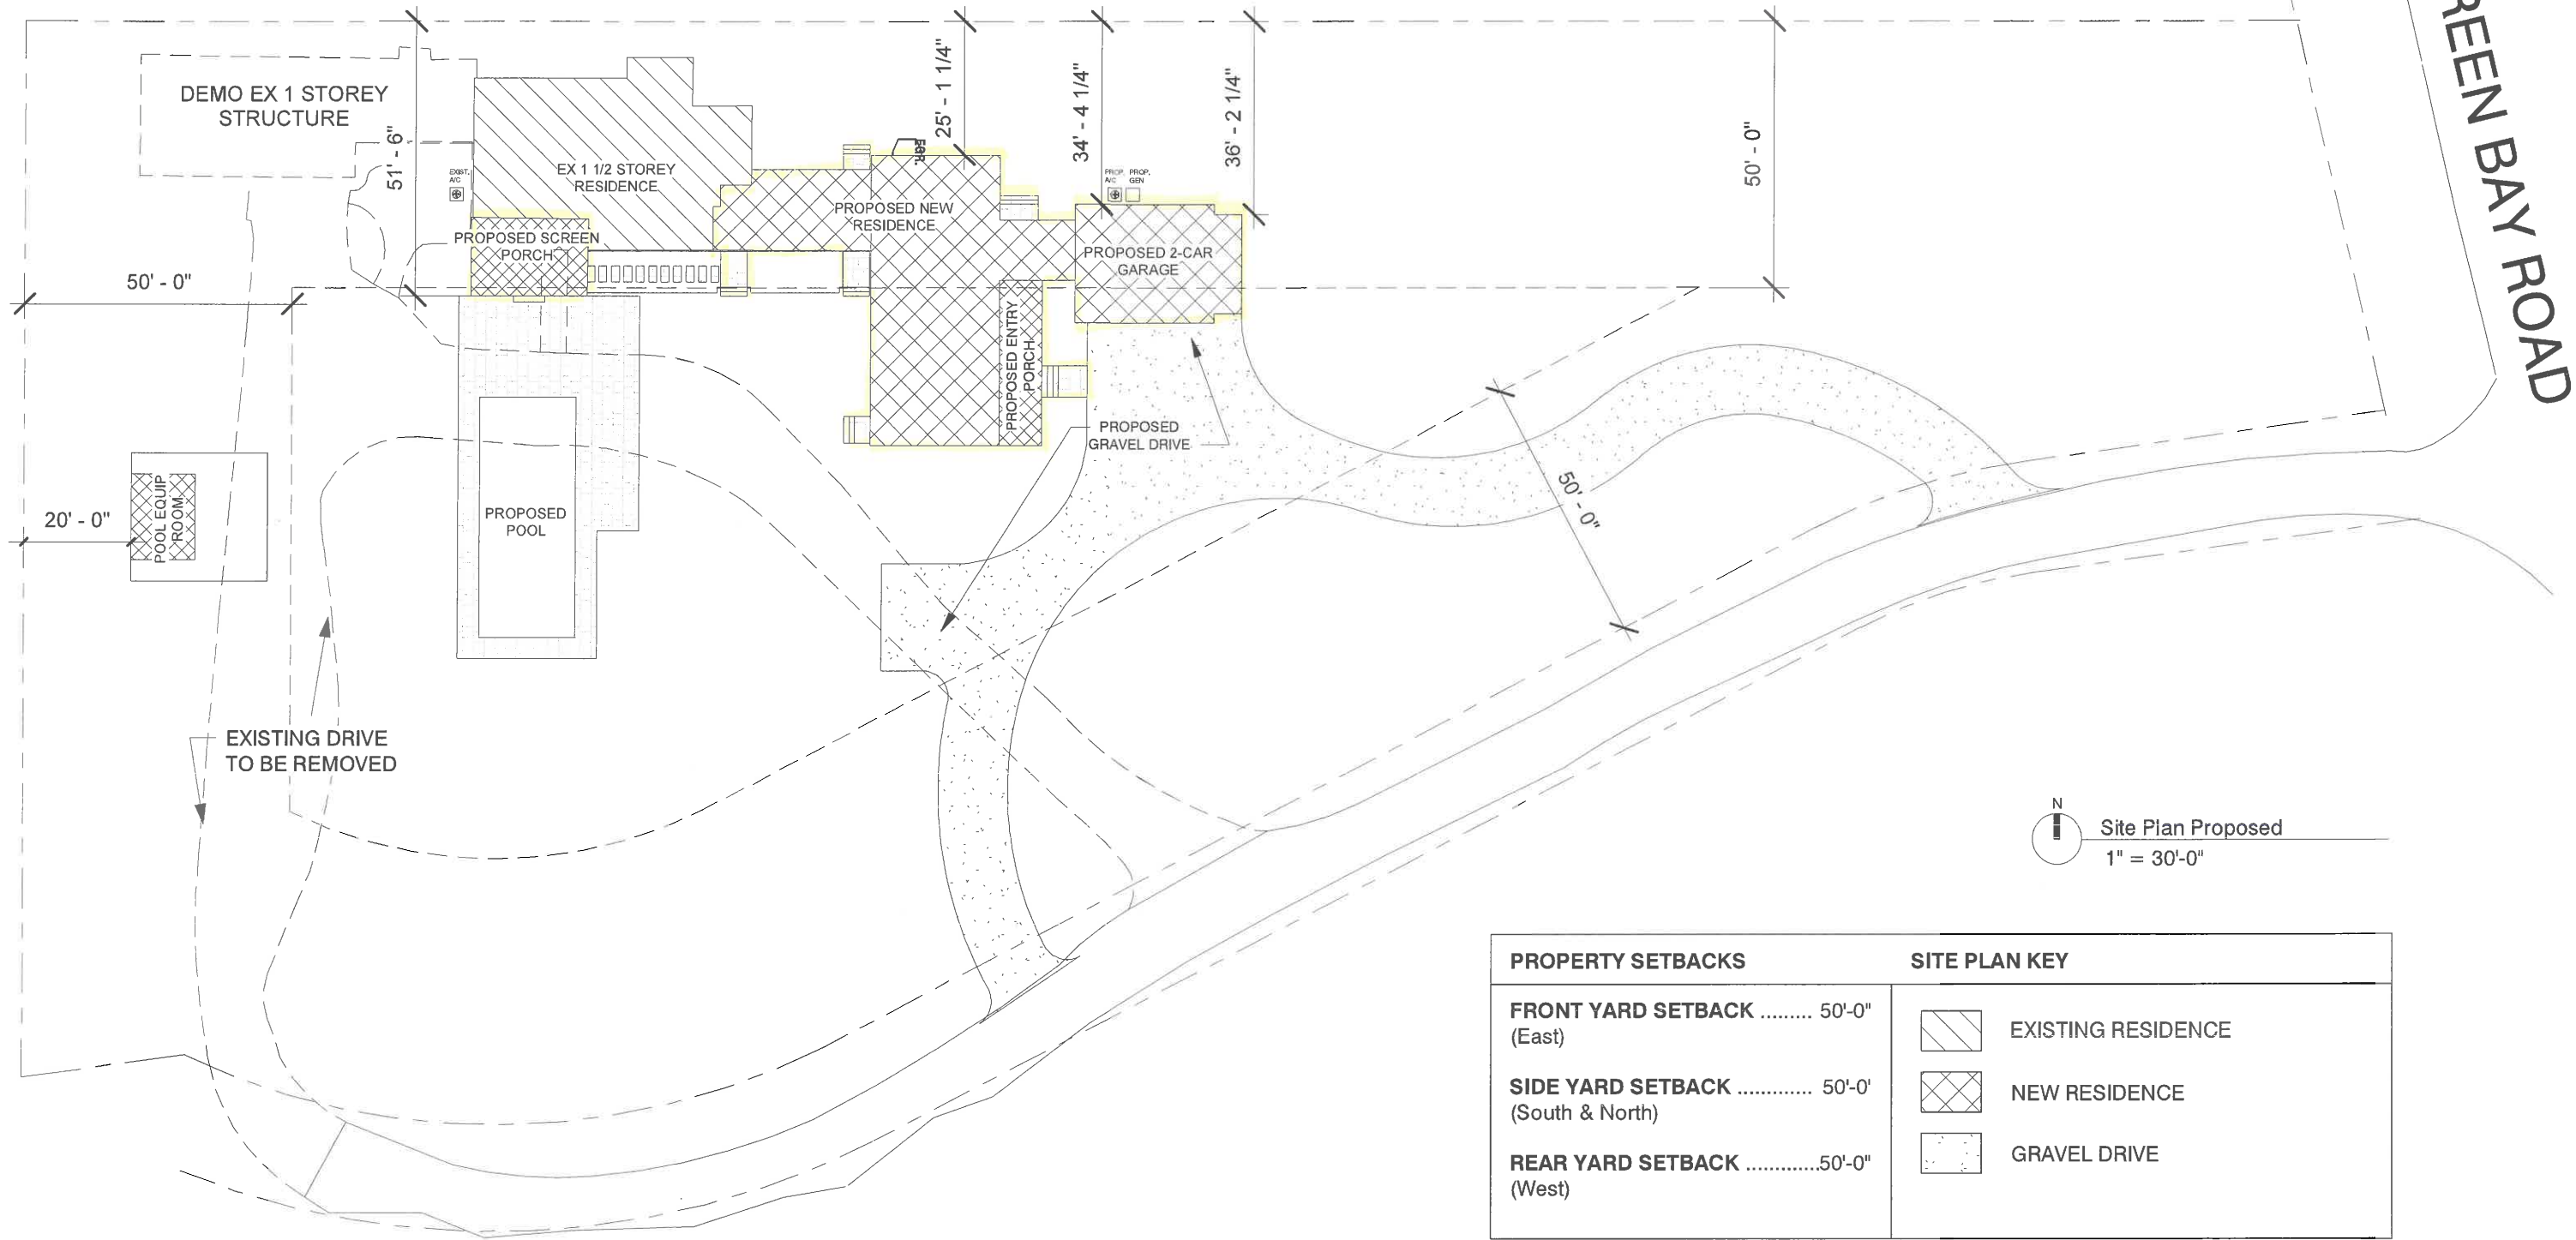 REEN BAY ROAD
DEMO EX 1 STOREY
STRUCTURE
51' - 6"
25' - 1 1/4"
34' - 4 1/4"
36' - 2 1/4"
50' - 0"
EXIST.
A/C
EX 1 1/2 STOREY
RESIDENCE
PROP.
A/C
PROP.
GEN
PROPOSED NEW
RESIDENCE
PROPOSED SCREEN
PORCH
PROPOSED 2-CAR
GARAGE
50' - 0"
PROPOSED ENTRY
PORCH
PROPOSED
GRAVEL DRIVE
50' - 0"
20' - 0"
POOL EQUIP
ROOM
PROPOSED
POOL
EXISTING DRIVE
TO BE REMOVED
N
Site Plan Proposed
1" = 30'-0"
PROPERTY SETBACKS
FRONT YARD SETBACK ......... 50'-0"
(East)
SIDE YARD SETBACK ............. 50'-0'
(South & North)
REAR YARD SETBACK .............50'-0"
(West)
SITE PLAN KEY
EXISTING RESIDENCE
NEW RESIDENCE
GRAVEL DRIVE